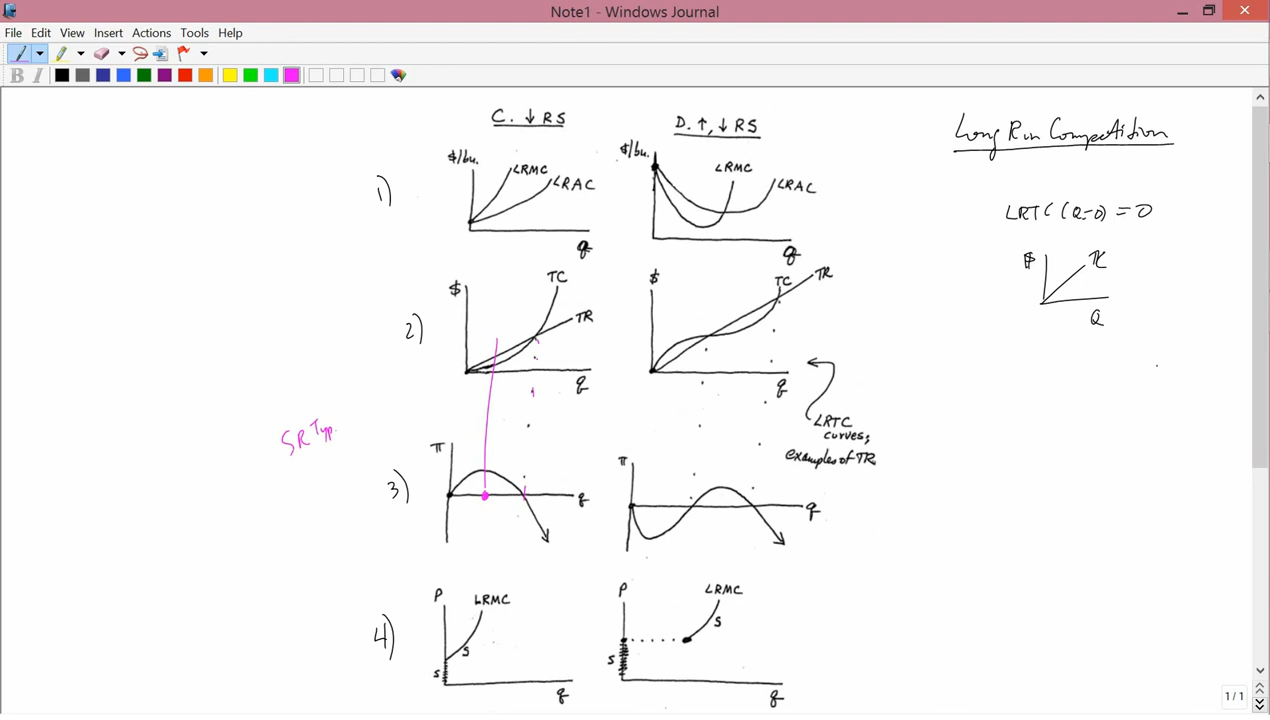 Note1 - Windows Journal
File Edit View Insert Actions Tools Help
B I
C. ↓ RS
D. ↑, ↓ RS
Long Run Competition
1)
$/bu.
LRMC
LRAC
q
$/bu.
LRMC
LRAC
q
LRTC (Q=0) = 0
$
TC
Q
2)
$
TC
TR
q
$
TC
TR
q
LRTC
curves;
examples of TR
SR Typ.
3)
π
q
π
q
4)
P
LRMC
S
S
q
P
LRMC
S
S
q
1 / 1